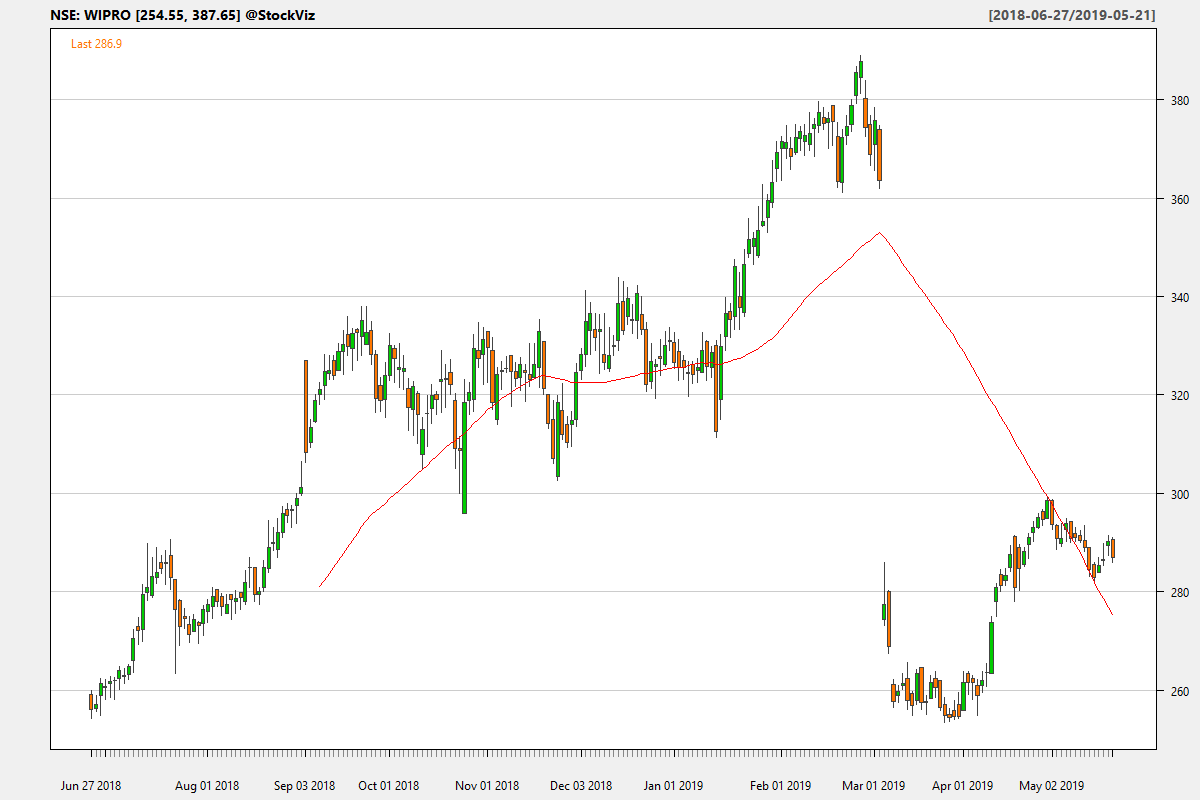 NSE: WIPRO [254.55, 387.65] @StockViz [2018-06-27/2019-05-21]
Last 286.9
380
360
340
320
300
280
260
Jun 27 2018 Aug 01 2018 Sep 03 2018 Oct 01 2018 Nov 01 2018 Dec 03 2018 Jan 01 2019 Feb 01 2019 Mar 01 2019 Apr 01 2019 May 02 2019